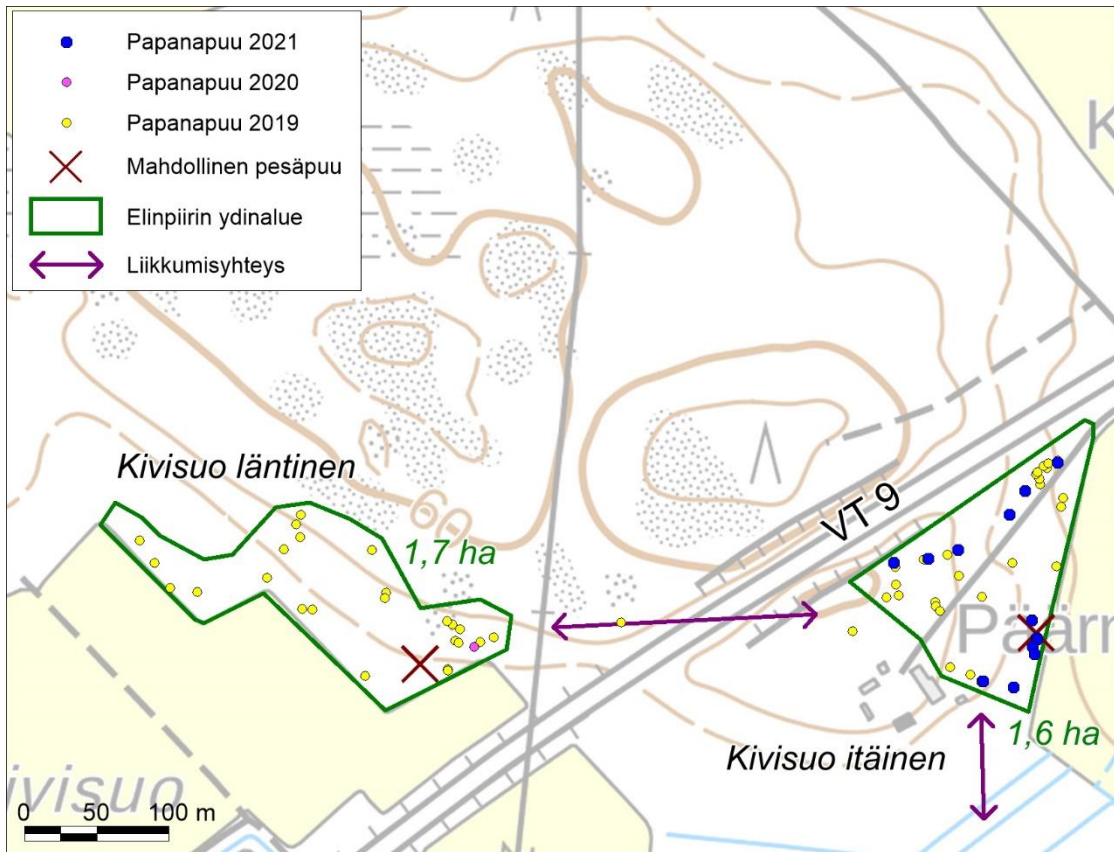 Papanapuu 2021
Papanapuu 2020
Papanapuu 2019
Mahdollinen pesäpuu
Elinpiirin ydinalue
Liikkumisyhteys
K
Kivisuo läntinen
60
1,7 ha
VT 9
Päärn
Kivisuo itäinen
1,6 ha
ivisuo
0 50 100 m